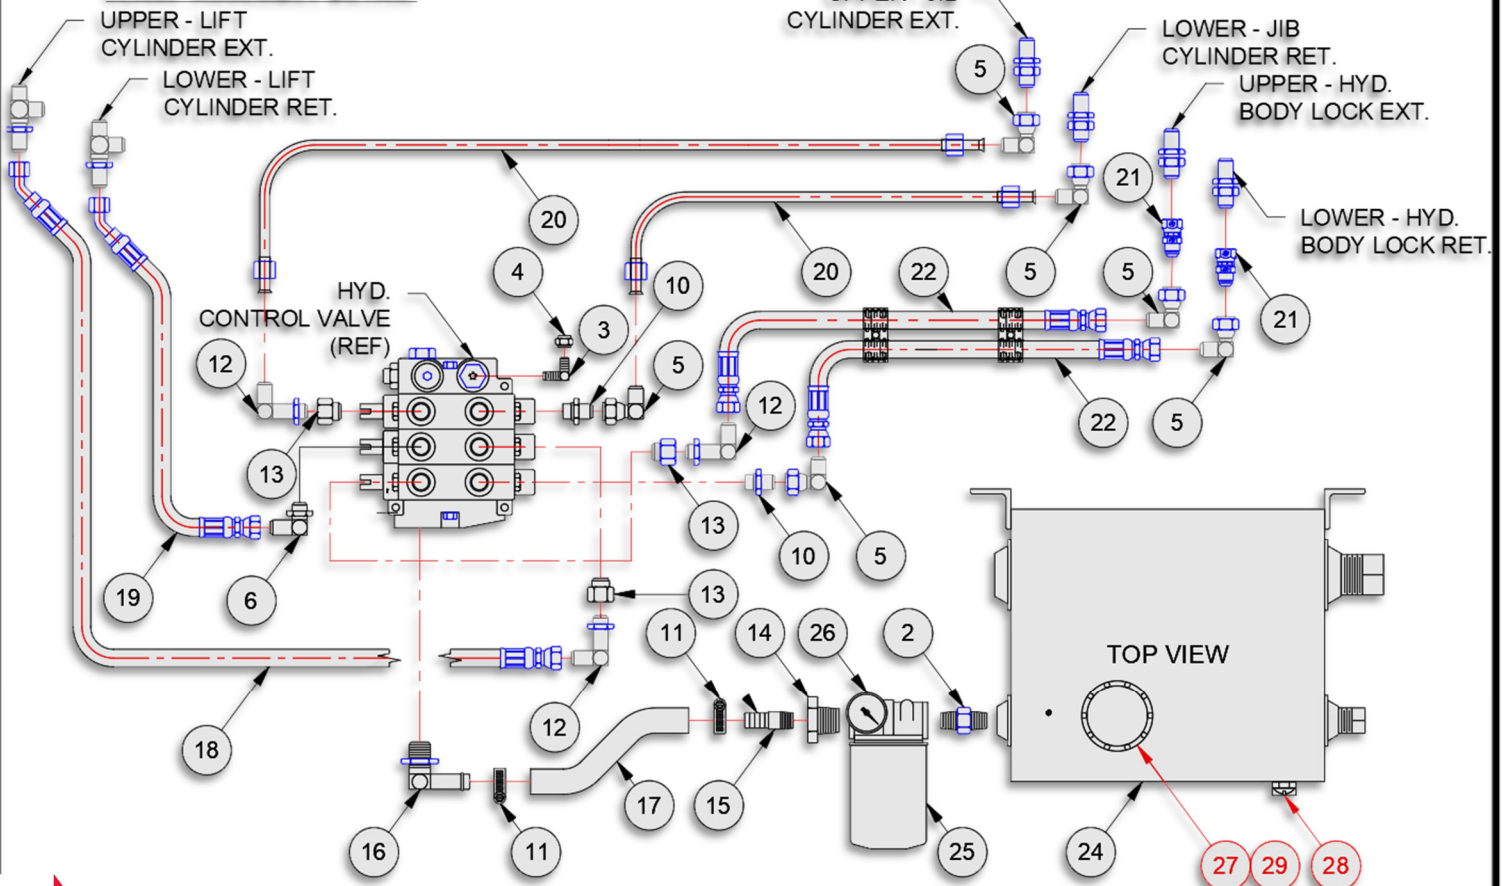 UPPER - LIFT
CYLINDER EXT.
LOWER - LIFT
CYLINDER RET.
CYLINDER EXT.
LOWER - JIB
CYLINDER RET.
UPPER - HYD.
BODY LOCK EXT.
LOWER - HYD.
BODY LOCK RET.
HYD.
CONTROL VALVE
(REF)
5
21
20
4
10
20
5
22
5
3
21
12
5
12
22
5
13
13
10
5
19
6
13
11
14
26
2
TOP VIEW
18
12
16
11
17
15
25
24
27
29
28